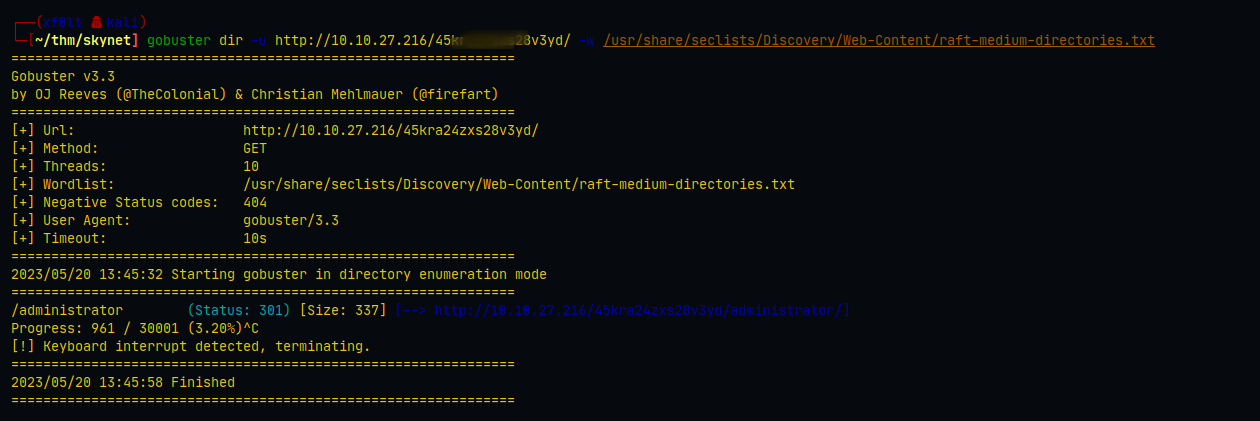 ┌──(xf0lt㉿kali)
└─[~/thm/skynet] gobuster dir -u http://10.10.27.216/45kr 28v3yd/ -w /usr/share/seclists/Discovery/Web-Content/raft-medium-directories.txt
===============================================================
Gobuster v3.3
by OJ Reeves (@TheColonial) & Christian Mehlmauer (@firefart)
===============================================================
[+] Url:                     http://10.10.27.216/45kra24zxs28v3yd/
[+] Method:                  GET
[+] Threads:                 10
[+] Wordlist:                /usr/share/seclists/Discovery/Web-Content/raft-medium-directories.txt
[+] Negative Status codes:   404
[+] User Agent:              gobuster/3.3
[+] Timeout:                 10s
===============================================================
2023/05/20 13:45:32 Starting gobuster in directory enumeration mode
===============================================================
/administrator        (Status: 301) [Size: 337] [--> http://10.10.27.216/45kra24zxs28v3yd/administrator/]
Progress: 961 / 30001 (3.20%)^C
[!] Keyboard interrupt detected, terminating.
===============================================================
2023/05/20 13:45:58 Finished
===============================================================